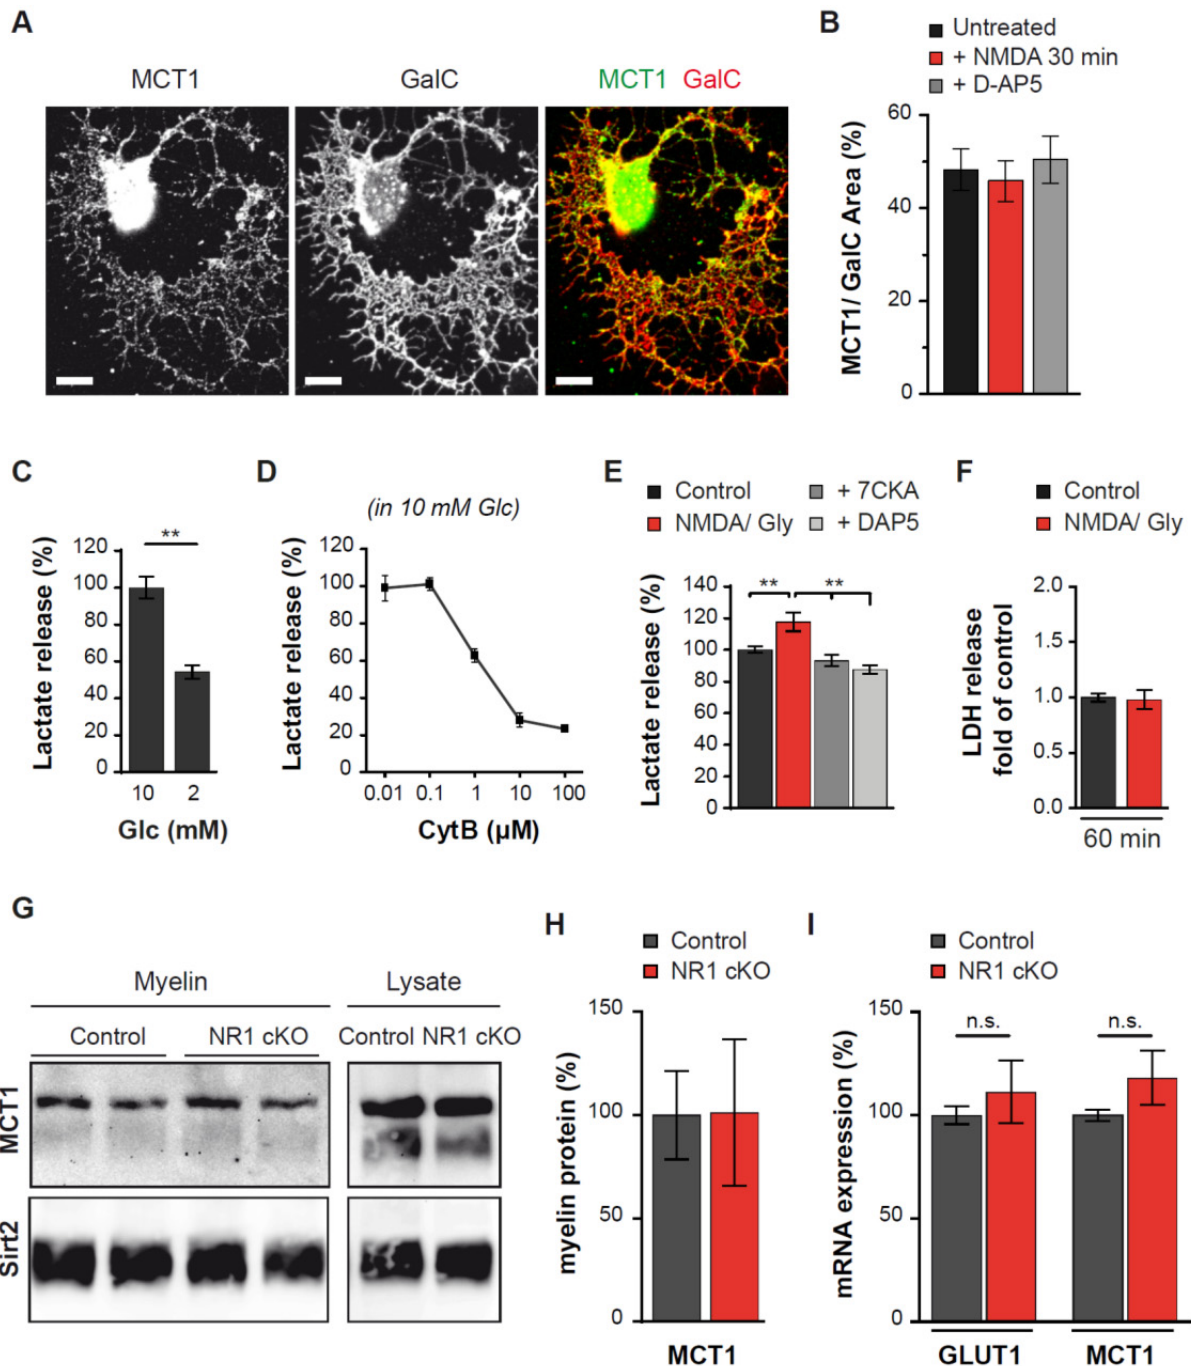 A
MCT1
GalC
MCT1 GalC
B
Untreated
+ NMDA 30 min
+ D-AP5
MCT1/ GalC Area (%)
60
40
20
0
C
Lactate release (%)
120
100
80
60
40
20
0
**
10 2
Glc (mM)
D
(in 10 mM Glc)
Lactate release (%)
120
100
80
60
40
20
0
0.01 0.1 1 10 100
CytB (µM)
E
Control
NMDA/ Gly
+ 7CKA
+ DAP5
Lactate release (%)
140
120
100
80
60
40
20
0
** **
F
Control
NMDA/ Gly
LDH release
fold of control
2.0
1.5
1.0
0.5
0.0
60 min
G
Myelin Lysate
Control NR1 cKO Control NR1 cKO
MCT1
Sirt2
H
Control
NR1 cKO
myelin protein (%)
150
100
50
0
MCT1
I
Control
NR1 cKO
mRNA expression (%)
150
100
50
0
n.s. n.s.
GLUT1 MCT1